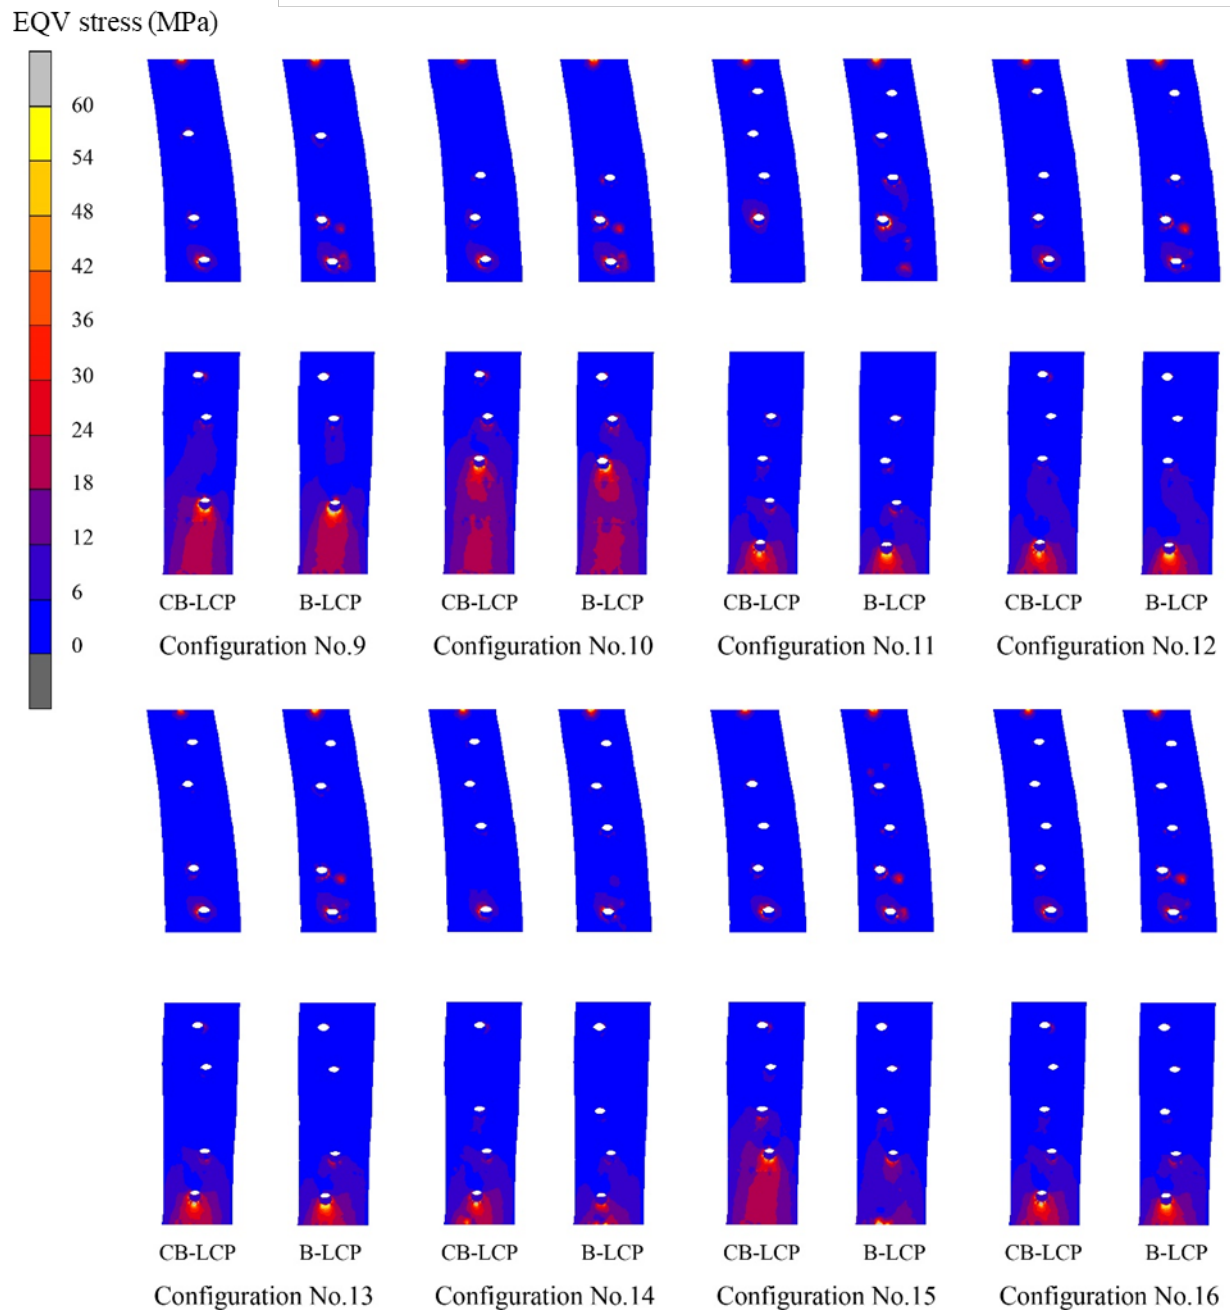 EQV stress (MPa)
60
54
48
42
36
30
24
18
12
6
0
CB-LCP B-LCP CB-LCP B-LCP CB-LCP B-LCP CB-LCP B-LCP
Configuration No.9 Configuration No.10 Configuration No.11 Configuration No.12
CB-LCP B-LCP CB-LCP B-LCP CB-LCP B-LCP CB-LCP B-LCP
Configuration No.13 Configuration No.14 Configuration No.15 Configuration No.16